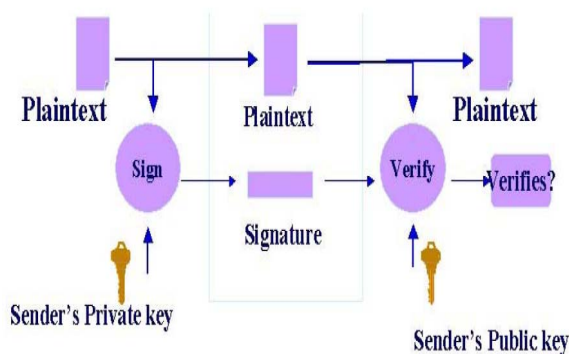 Plaintext
Plaintext
Plaintext
Sign
Verify
Verifies?
Signature
Sender's Private key
Sender's Public key